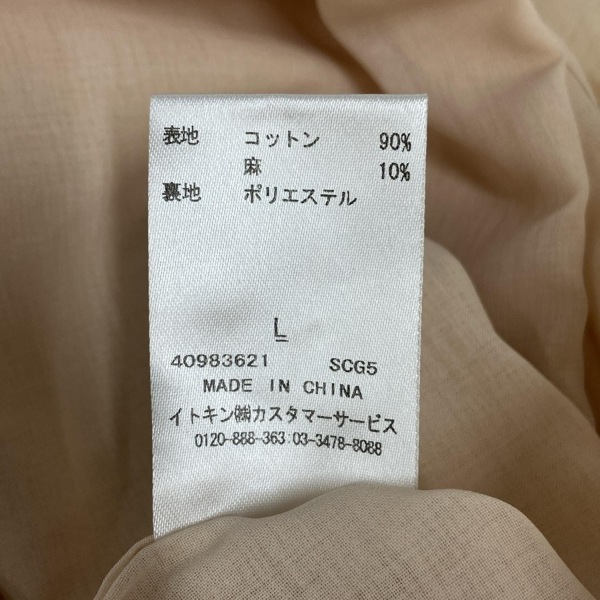 表地 コットン 90%
麻 10%
裏地 ポリエステル
L
40983621 SCG5
MADE IN CHINA
イトキン㈱カスタマーサービス
0120-888-363:03-3478-8088